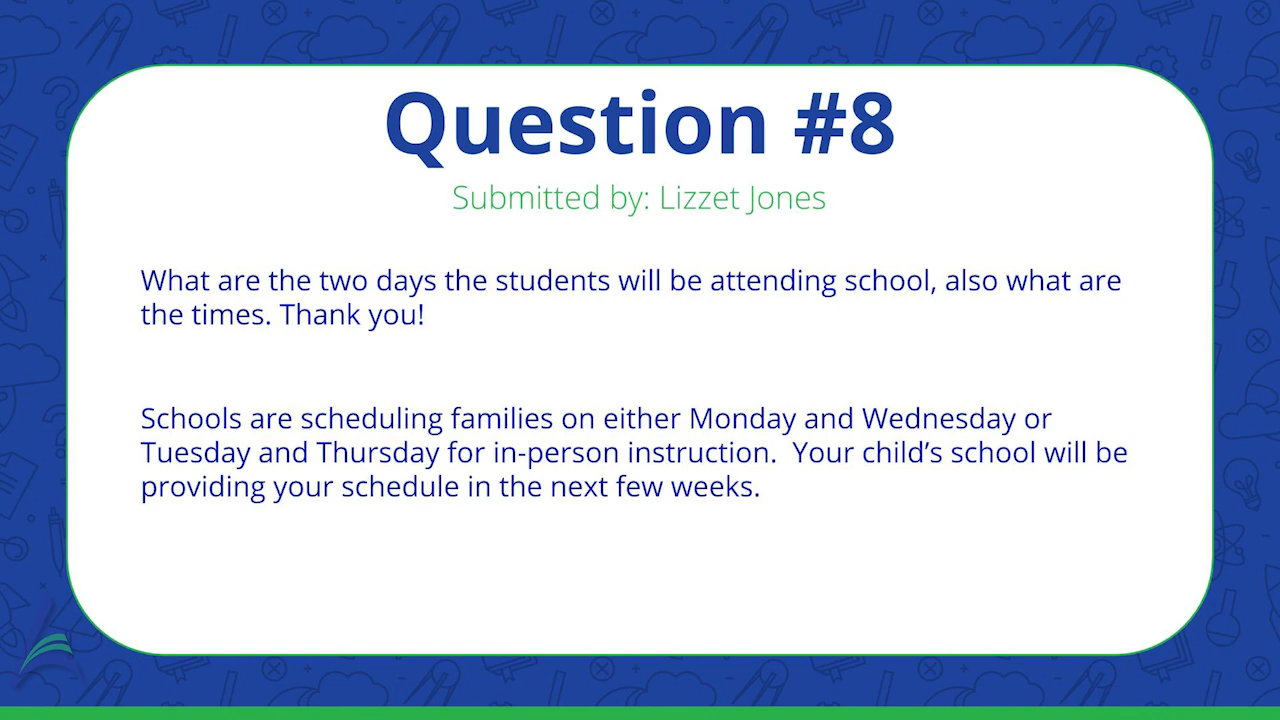 Question #8
Submitted by: Lizzet Jones
What are the two days the students will be attending school, also what are
the times. Thank you!
Schools are scheduling families on either Monday and Wednesday or
Tuesday and Thursday for in-person instruction.  Your child’s school will be
providing your schedule in the next few weeks.